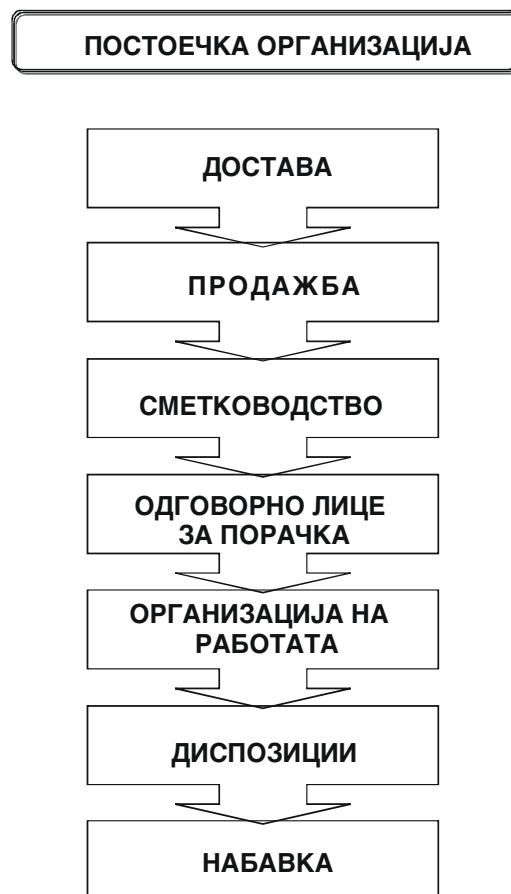 ПОСТОЕЧКА ОРГАНИЗАЦИЈА
ДОСТАВА
ПРОДАЖБА
СМЕТКОВОДСТВО
ОДГОВОРНО ЛИЦЕ
ЗА ПОРАЧКА
ОРГАНИЗАЦИЈА НА
РАБОТАТА
ДИСПОЗИЦИИ
НАБАВКА